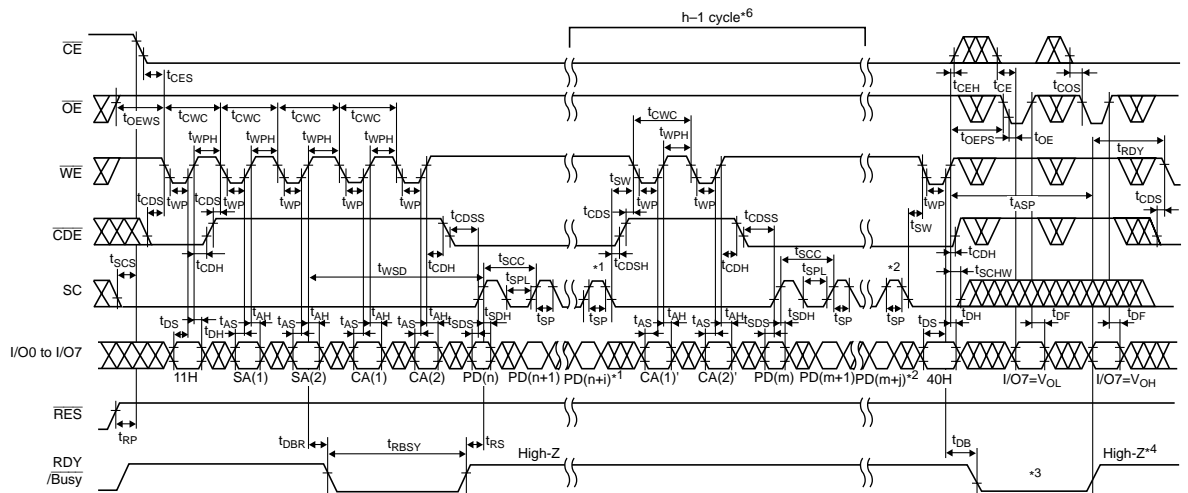 h–1 cycle*6
CE
tCES tCEH tCE tCOS
OE
tOEWS tCWC tCWC tCWC tCWC tCWC tOEPS tOE
tWPH tWPH tWPH tWPH tWPH tRDY
WE
tCDS tCDS tWP tWP tWP tWP tWP tSW tWP tWP tSW tWP tASP tCDS
tCDSS tCDS tCDSS
CDE
tSCS tCDH tWSD tCDH tSCC tCDSH tCDH tSCC tCDH tSCHW
tSPL *1 tSPL *2
SC
tDS tDH tAS tAH tAS tAH tAS tAH tAS tAH tSDS tSDH tSP tSP tAS tAH tAS tAH tSDS tSDH tSP tSP tDS tDH tDF tDF
I/O0 to I/O7
11H SA(1) SA(2) CA(1) CA(2) PD(n) PD(n+1) PD(n+i)*1 CA(1)' CA(2)' PD(m) PD(m+1) PD(m+j)*2 40H I/O7=VOL I/O7=VOH
RES
tRP
tDBR tRBSY tRS tDB
RDY
/Busy
High-Z *3 High-Z*4